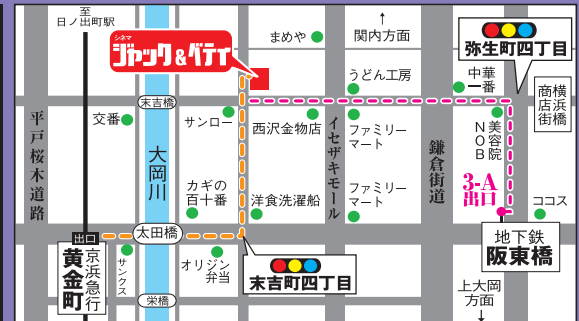 至
日ノ出町駅
シネマ
ジャック&ベティ
まめや
↑
関内方面
弥生町四丁目
うどん工房
中華
一番
横浜
商店街橋
末吉橋
交番
サンロー
西沢金物店
ファミリー
マート
美容院
NOB
平戸桜木道路
大岡川
イセザキモール
鎌倉街道
カギの
百十番
洋食洗濯船
ファミリー
マート
3-A
出口
ココス
太田橋
出口
京浜急行
黄金町
サンクス
オリジン
弁当
末吉町四丁目
地下鉄
阪東橋
栄橋
上大岡
方面
↓